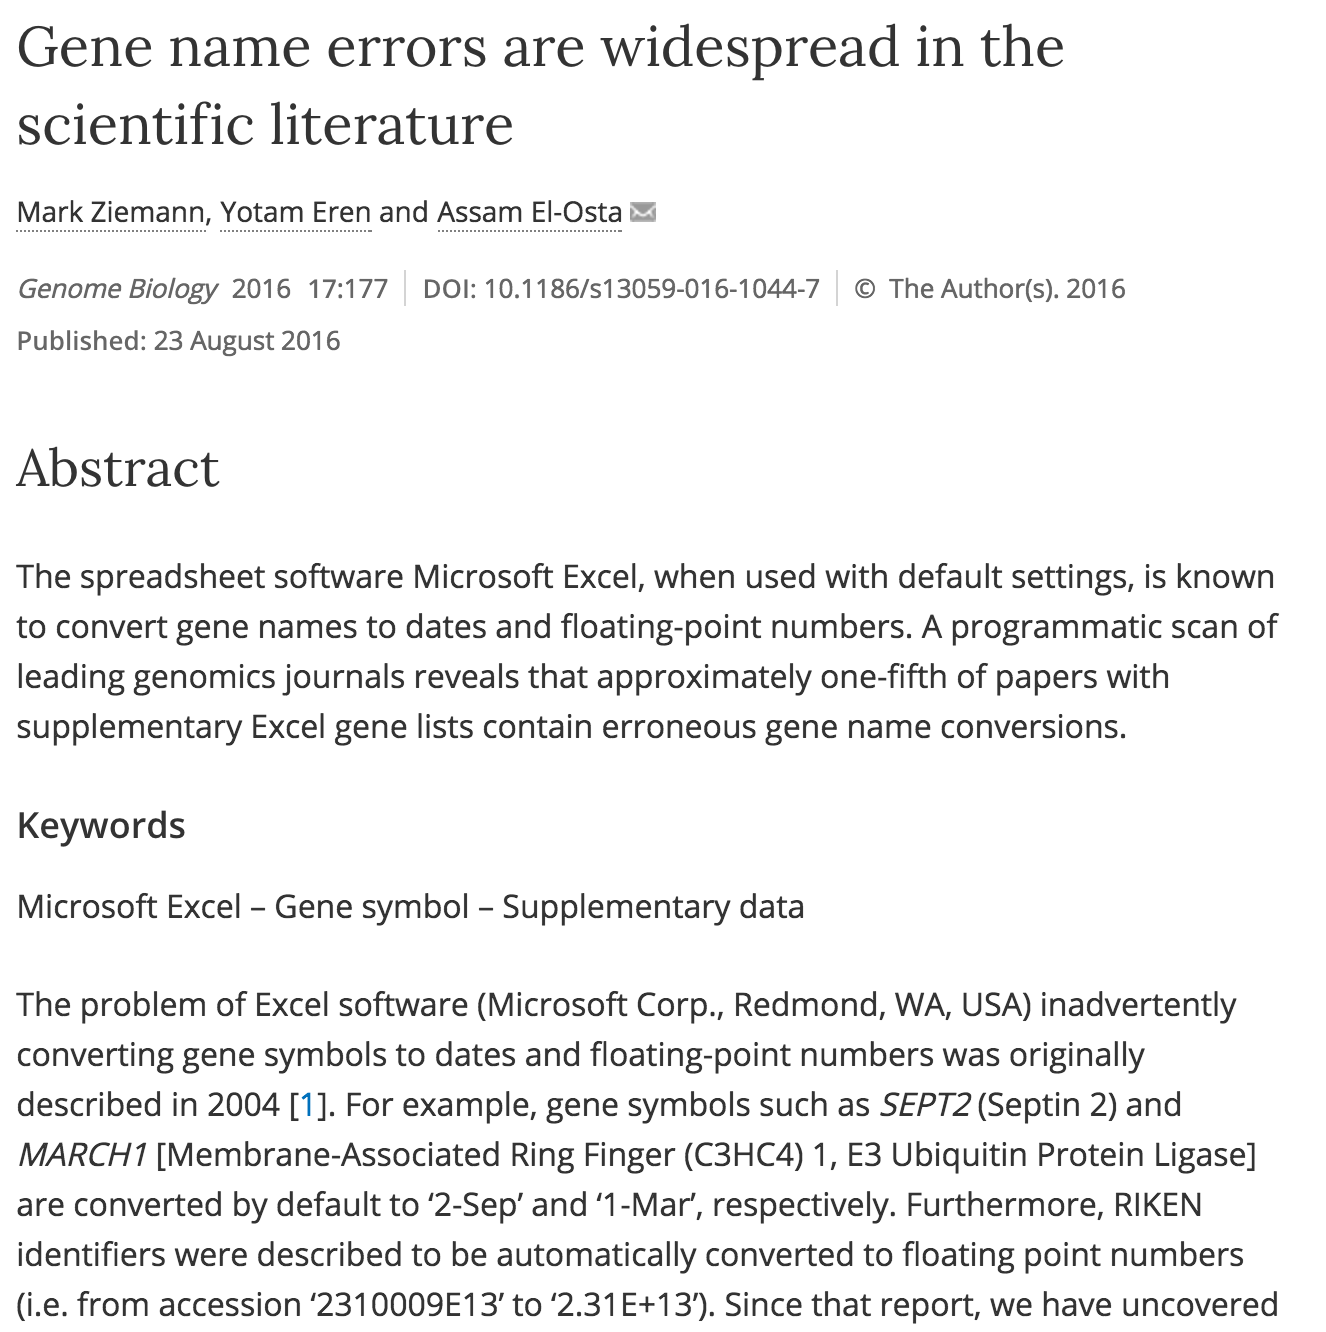 Gene name errors are widespread in the
scientific literature
Mark Ziemann, Yotam Eren and Assam El-Osta
Genome Biology 2016 17:177 DOI: 10.1186/s13059-016-1044-7 © The Author(s). 2016
Published: 23 August 2016
Abstract
The spreadsheet software Microsoft Excel, when used with default settings, is known
to convert gene names to dates and floating-point numbers. A programmatic scan of
leading genomics journals reveals that approximately one-fifth of papers with
supplementary Excel gene lists contain erroneous gene name conversions.
Keywords
Microsoft Excel – Gene symbol – Supplementary data
The problem of Excel software (Microsoft Corp., Redmond, WA, USA) inadvertently
converting gene symbols to dates and floating-point numbers was originally
described in 2004 [1]. For example, gene symbols such as SEPT2 (Septin 2) and
MARCH1 [Membrane-Associated Ring Finger (C3HC4) 1, E3 Ubiquitin Protein Ligase]
are converted by default to ‘2-Sep’ and ‘1-Mar’, respectively. Furthermore, RIKEN
identifiers were described to be automatically converted to floating point numbers
(i.e. from accession ‘2310009E13’ to ‘2.31E+13’). Since that report, we have uncovered